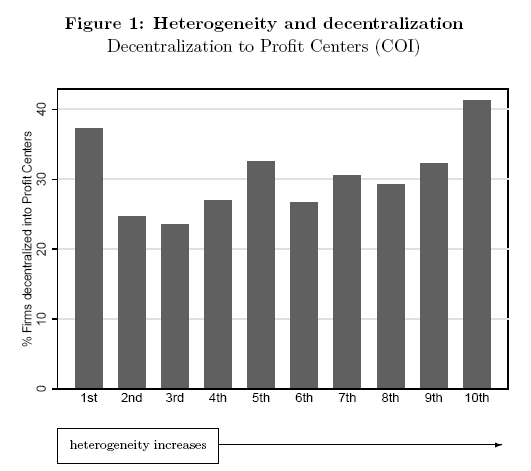 Figure 1: Heterogeneity and decentralization
Decentralization to Profit Centers (COI)
% Firms decentralized into Profit Centers
40
30
20
10
0
1st 2nd 3rd 4th 5th 6th 7th 8th 9th 10th
heterogeneity increases